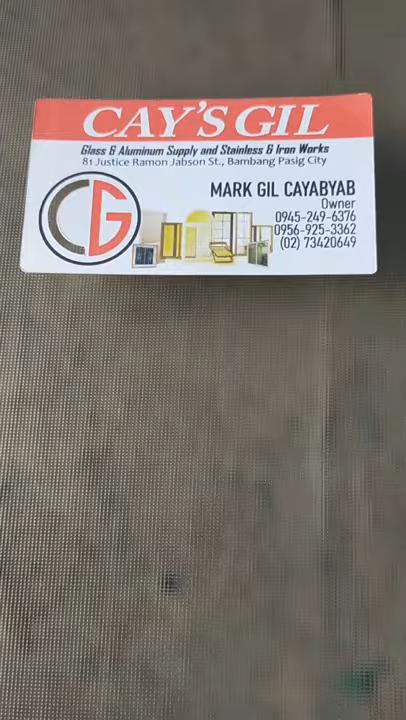 CAY'S GIL
Glass & Aluminum Supply and Stainless & Iron Works
81 Justice Ramon Jabson St., Bambang Pasig City
CG
MARK GIL CAYABYAB
Owner
0945-249-6376
0956-925-3362
(02) 73420649